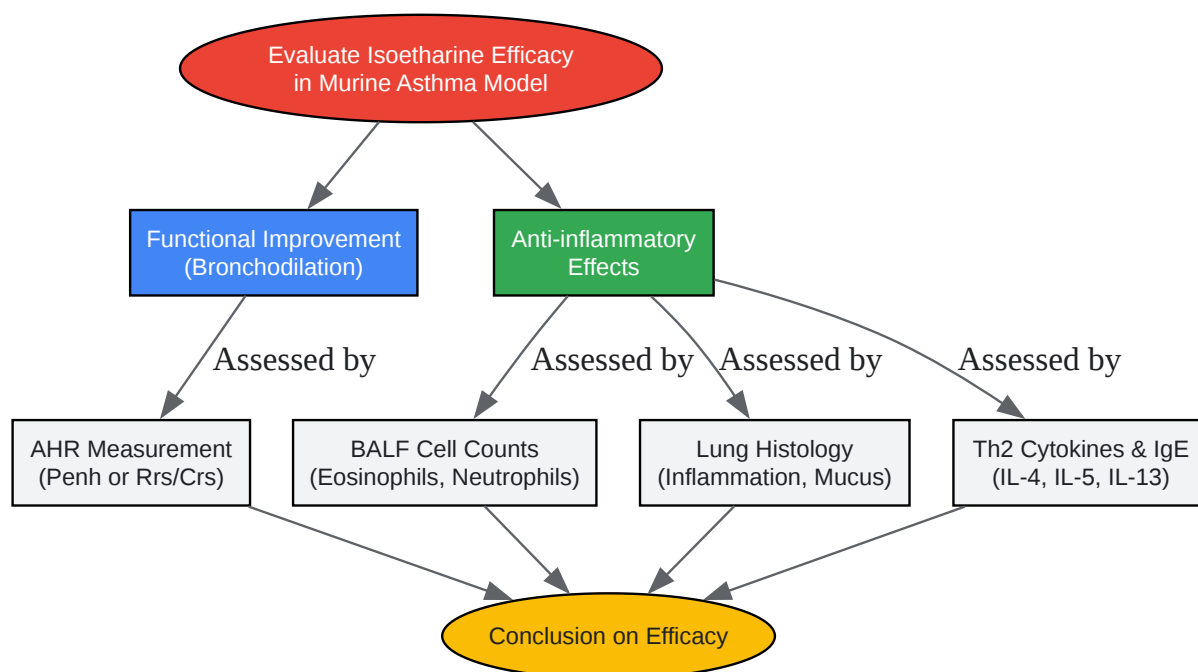 Evaluate Isoetharine Efficacy
in Murine Asthma Model
Functional Improvement
(Bronchodilation)
Anti-inflammatory
Effects
Assessed by
Assessed by
Assessed by
Assessed by
AHR Measurement
(Penh or Rrs/Crs)
BALF Cell Counts
(Eosinophils, Neutrophils)
Lung Histology
(Inflammation, Mucus)
Th2 Cytokines & IgE
(IL-4, IL-5, IL-13)
Conclusion on Efficacy